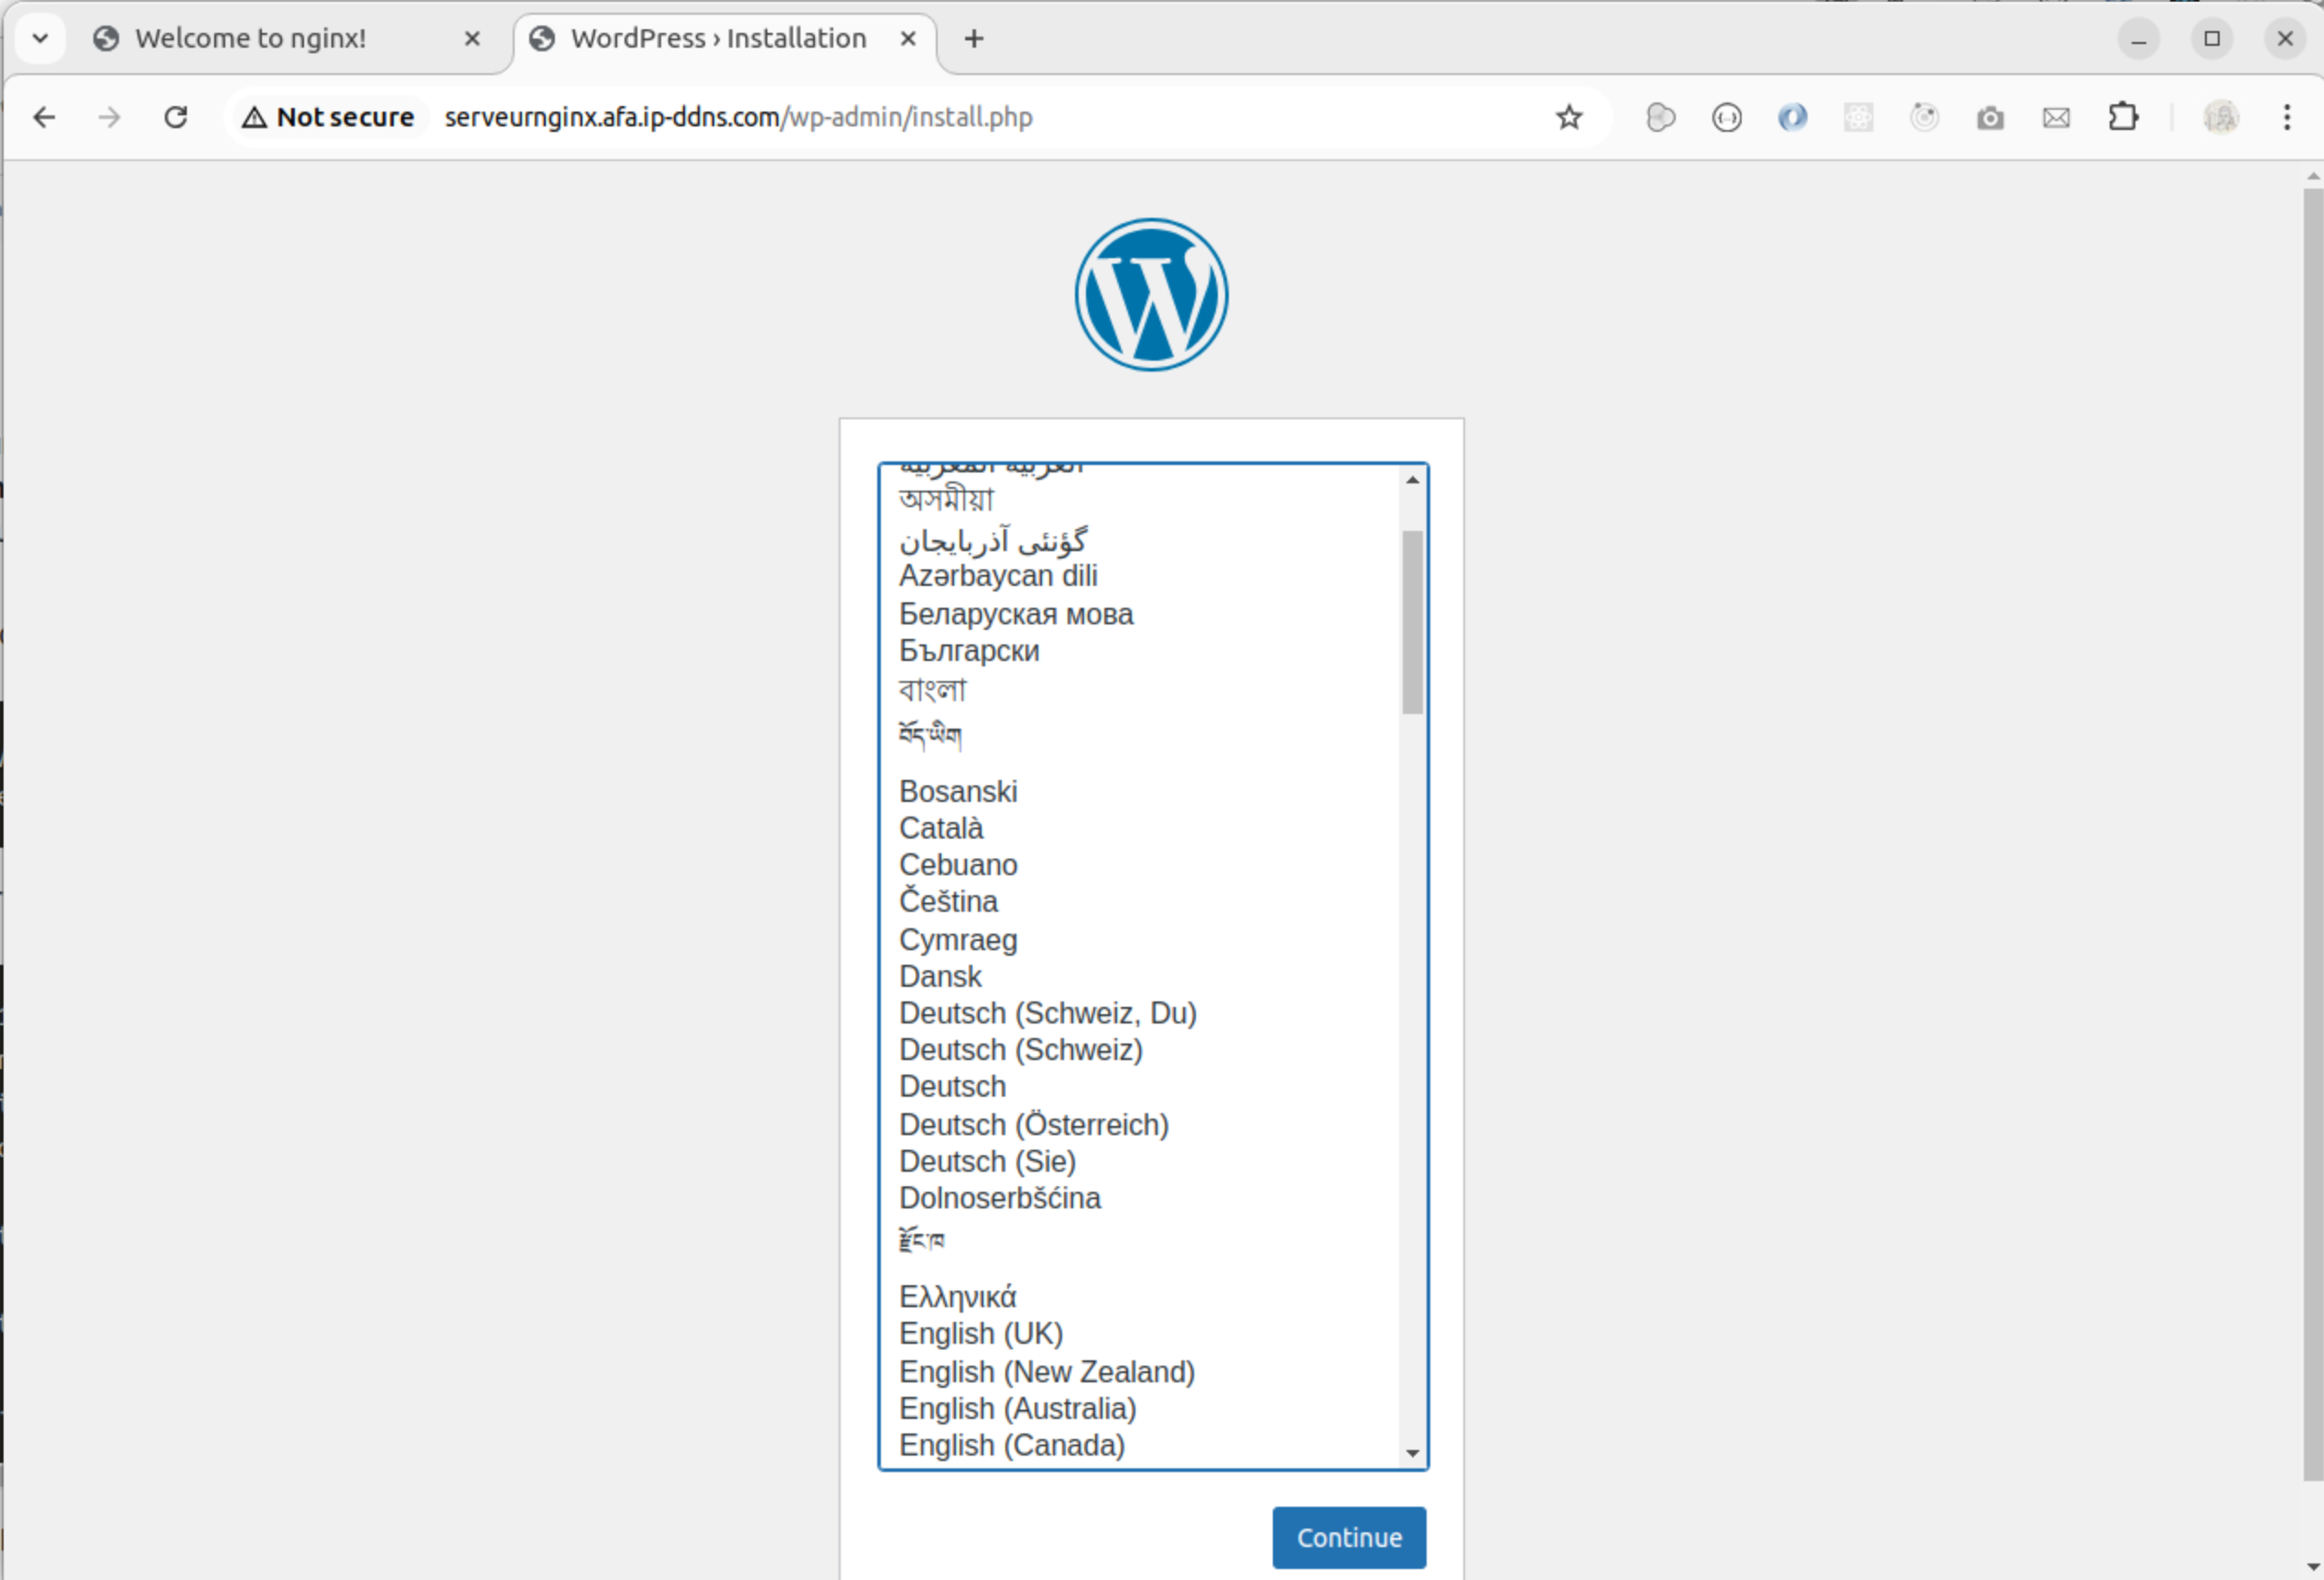 Welcome to nginx!
WordPress › Installation
Not secure
serveurnginx.afa.ip-ddns.com/wp-admin/install.php
العربية المغربية
অসমীয়া
گؤنئی آذربایجان
Azərbaycan dili
Беларуская мова
Български
বাংলা
བོད་ཡིག
Bosanski
Català
Cebuano
Čeština
Cymraeg
Dansk
Deutsch (Schweiz, Du)
Deutsch (Schweiz)
Deutsch
Deutsch (Österreich)
Deutsch (Sie)
Dolnoserbšćina
རྫོང་ཁ
Ελληνικά
English (UK)
English (New Zealand)
English (Australia)
English (Canada)
Continue